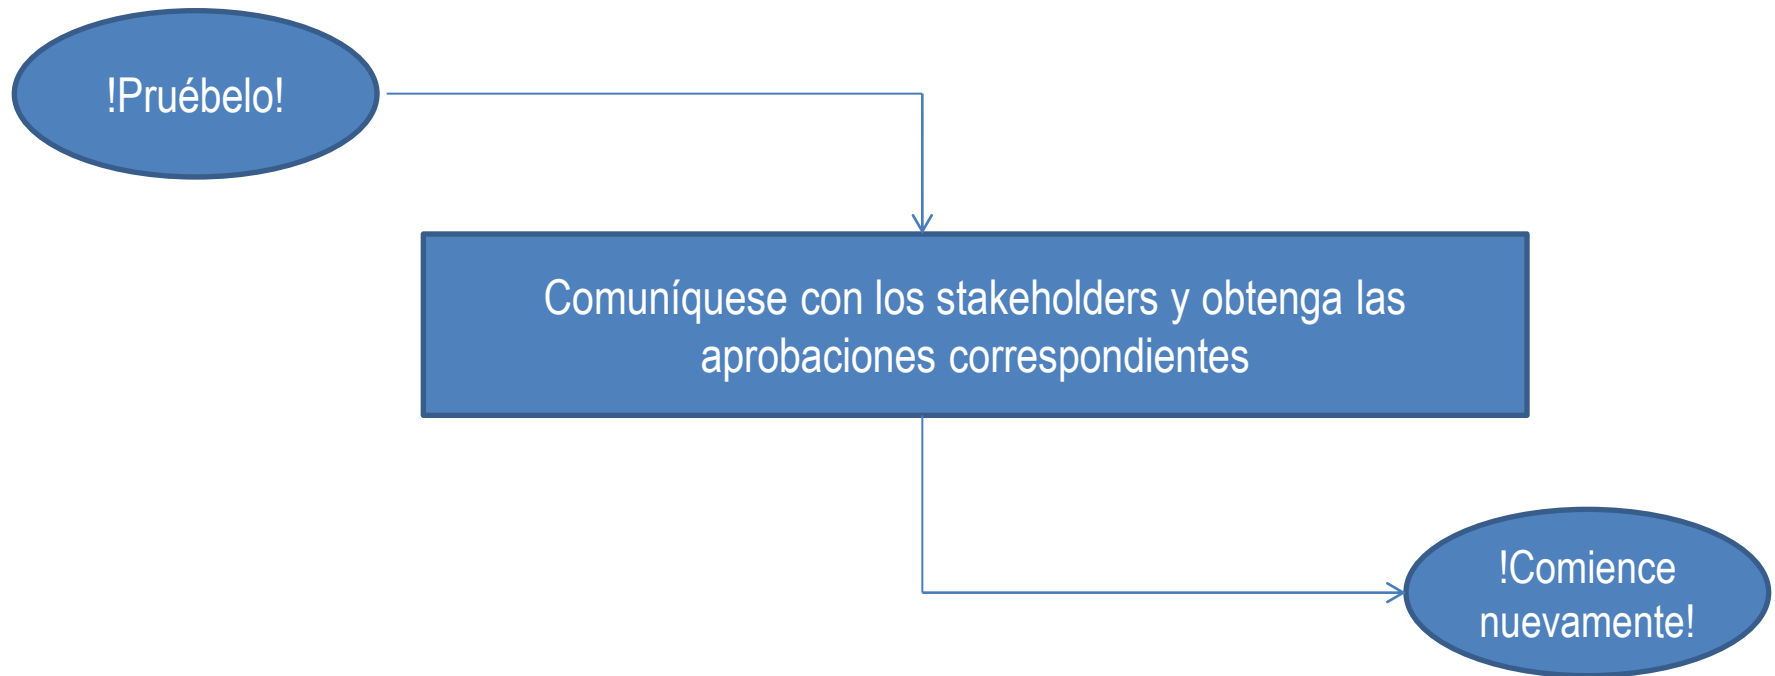 !Pruébelo!
Comuníquese con los stakeholders y obtenga las
aprobaciones correspondientes
!Comience
nuevamente!